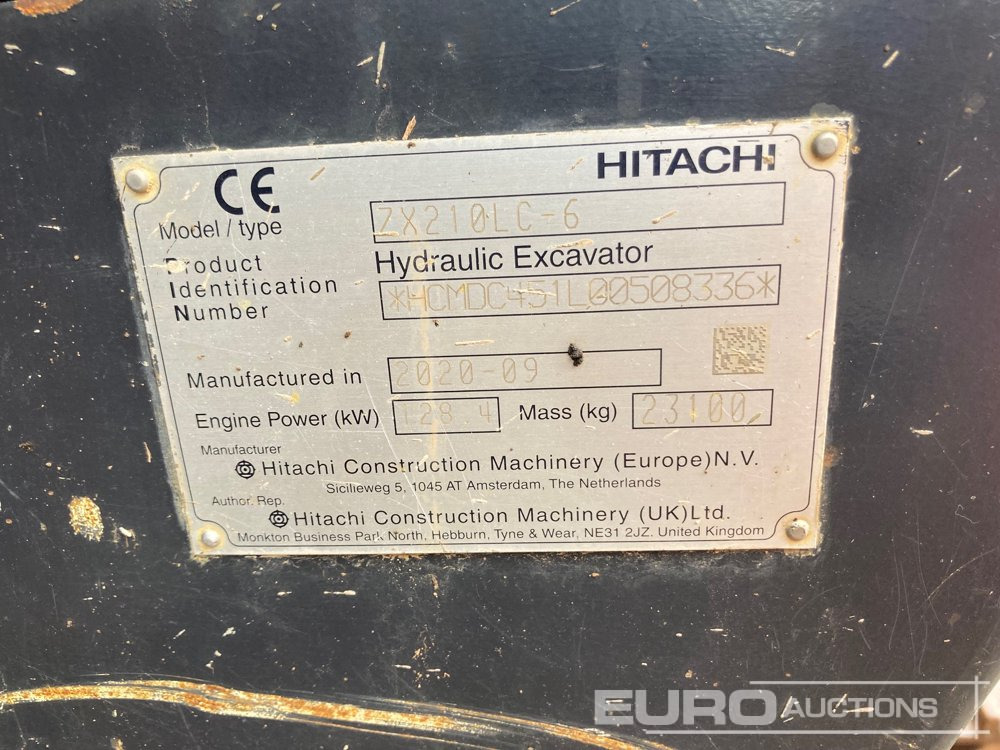 CE
HITACHI
Model / type ZX210LC-6
Product Hydraulic Excavator
Identification *HCMDC451L00508336*
Number
Manufactured in 2020-09
Engine Power (kW) 128.4 Mass (kg) 23100
Manufacturer
Hitachi Construction Machinery (Europe) N.V.
Sicilieweg 5, 1045 AT Amsterdam, The Netherlands
Author. Rep.
Hitachi Construction Machinery (UK)Ltd.
Monkton Business Park North, Hebburn, Tyne & Wear, NE31 2JZ. United Kingdom
EURO AUCTIONS